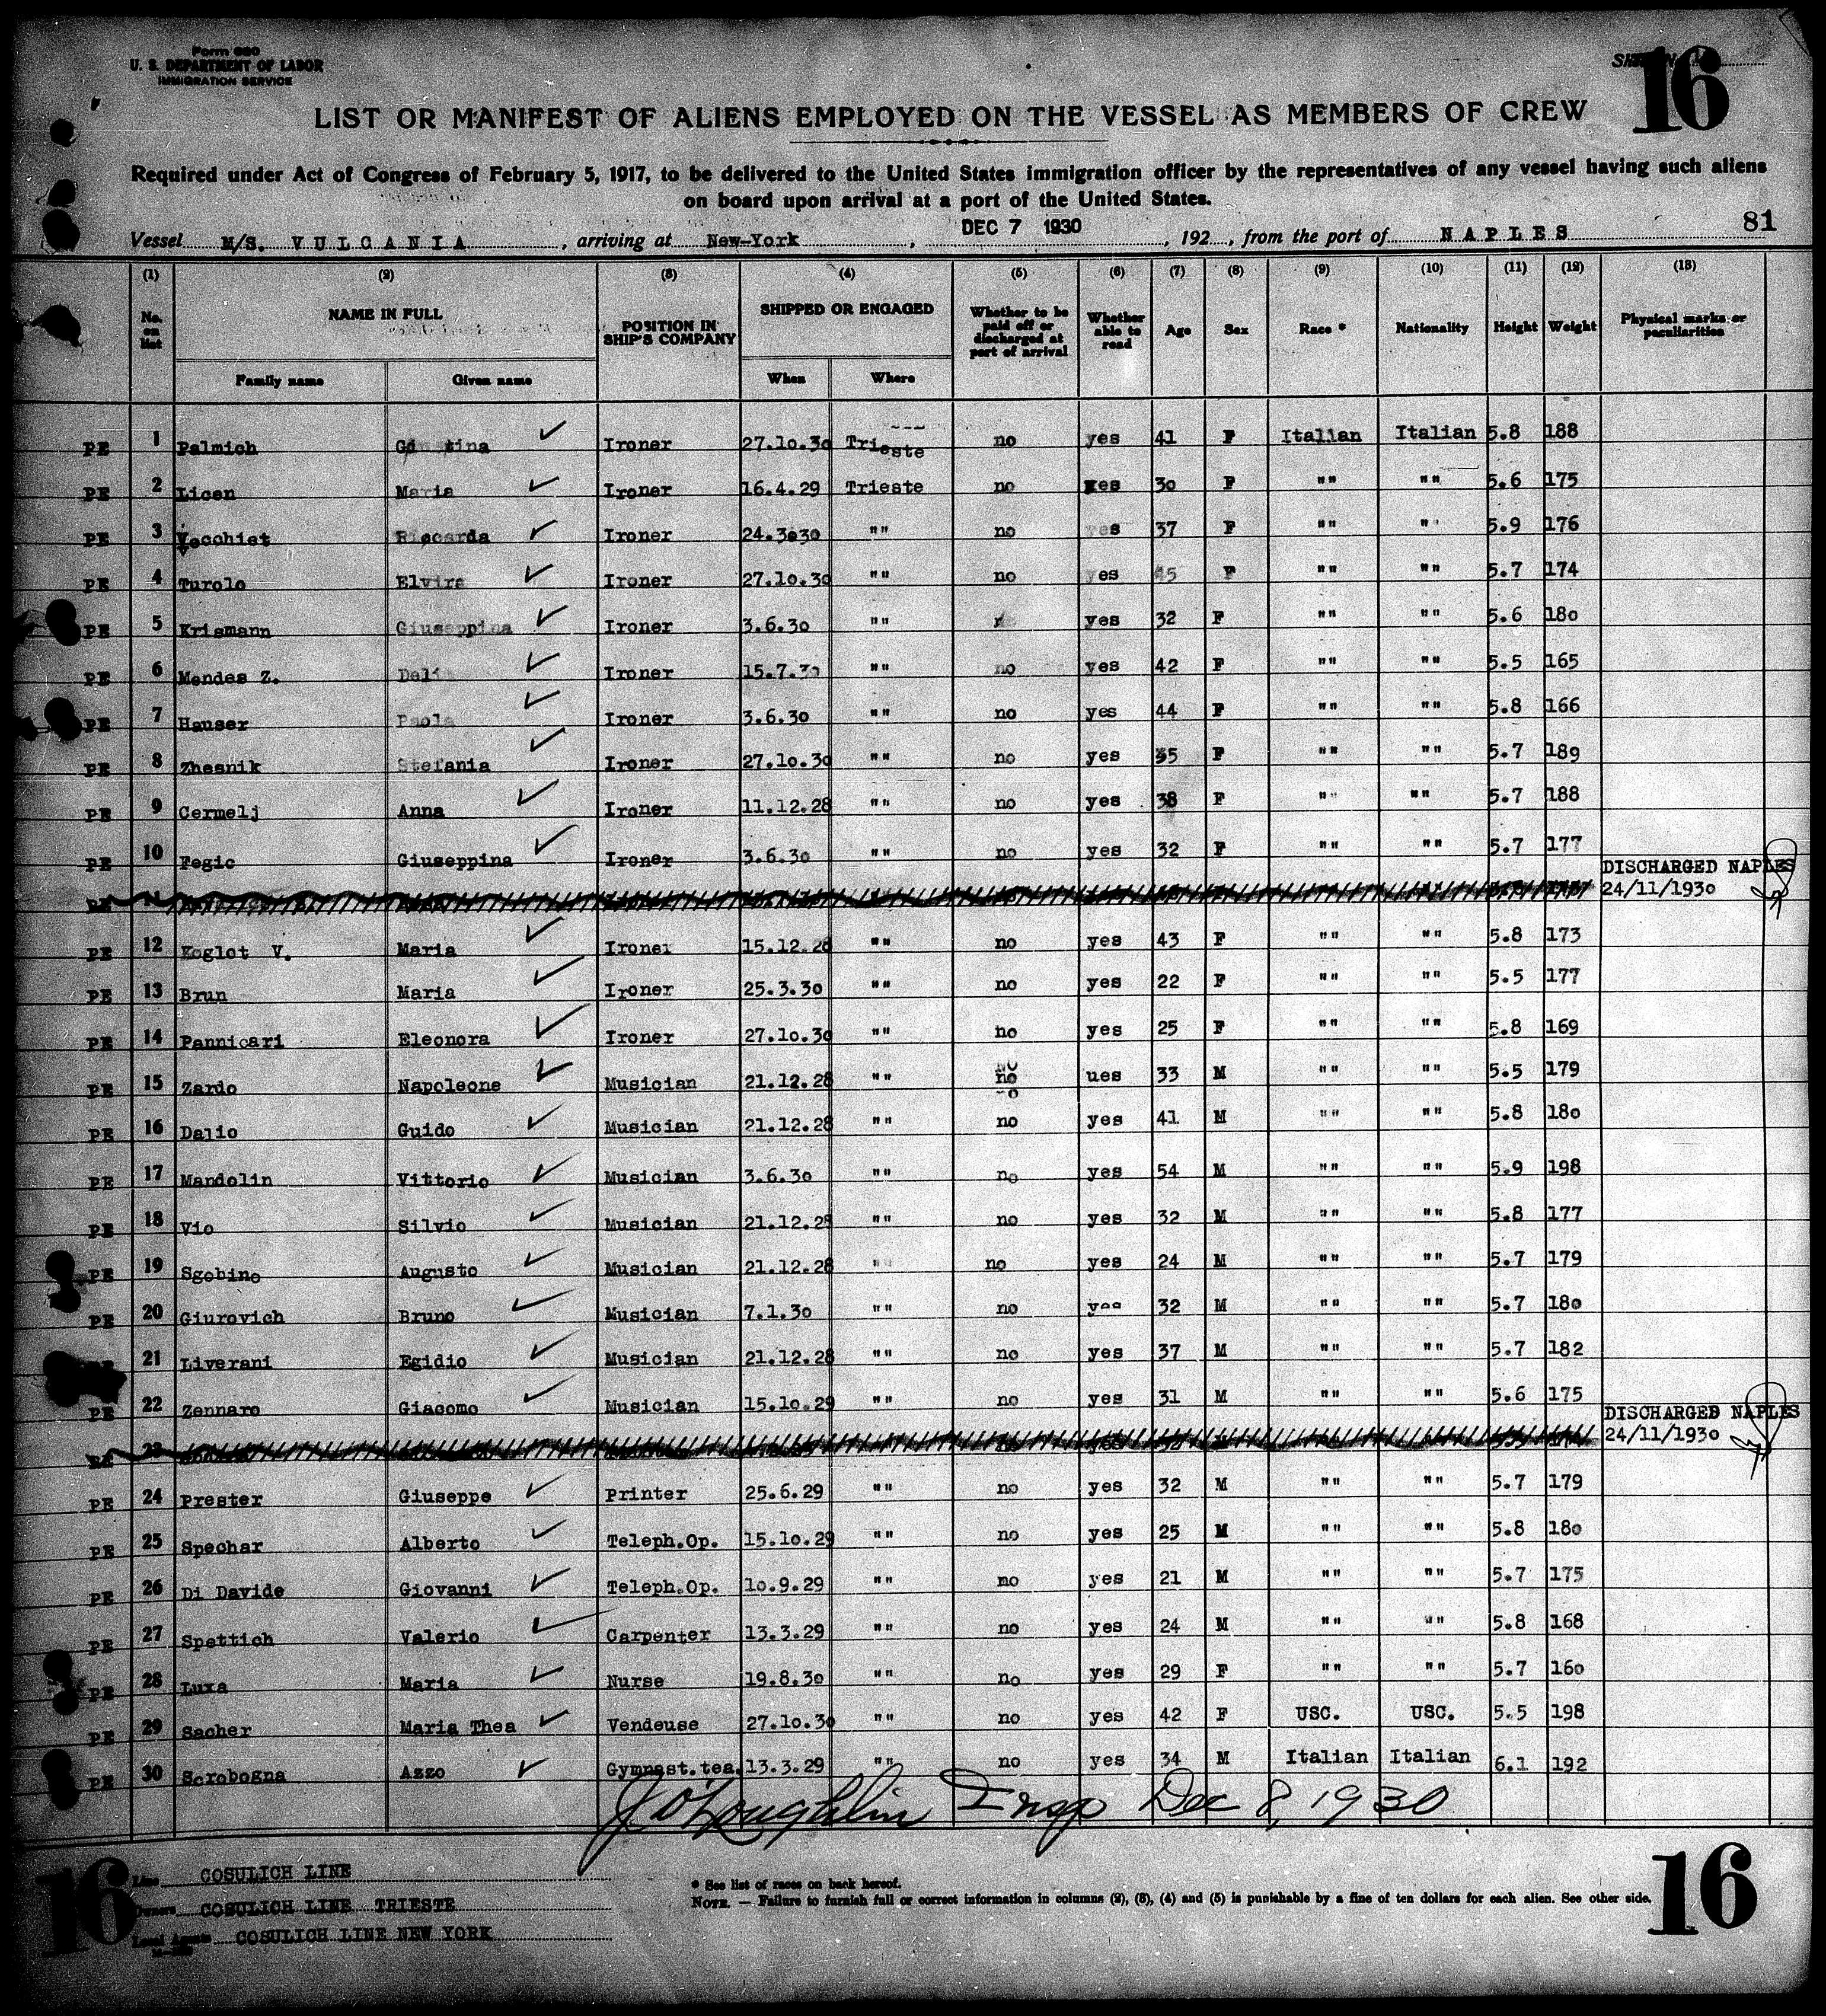 Form 680
U. S. DEPARTMENT OF LABOR
IMMIGRATION SERVICE
16
LIST OR MANIFEST OF ALIENS EMPLOYED ON THE VESSEL AS MEMBERS OF CREW
Required under Act of Congress of February 5, 1917, to be delivered to the United States immigration officer by the representatives of any vessel having such aliens
on board upon arrival at a port of the United States.
Vessel M/S. VULCANIA, arriving at New-York, DEC 7 1930, 192, from the port of NAPLES 81
(1) (2) (3) (4) (5) (6) (7) (8) (9) (10) (11) (12) (13)
No. on list NAME IN FULL POSITION IN SHIP'S COMPANY SHIPPED OR ENGAGED Whether to be paid off or discharged at port of arrival Whether able to read Age Sex Race * Nationality Height Weight Physical marks or peculiarities
Family name Given name When Where
PE 1 Palmich Ironer 27.10.30 Trieste no yes 41 F Italian Italian 5.8 188
PE 2 Licen Maria Ironer 16.4.29 Trieste no yes 30 F "" "" 5.6 175
PE 3 Vecchiet Riccarda Ironer 24.3.30 "" no yes 37 F "" "" 5.9 176
PE 4 Turolo Elvira Ironer 27.10.30 "" no yes 45 F "" "" 5.7 174
PE 5 Krismann Giuseppina Ironer 3.6.30 "" yes 32 F "" "" 5.6 180
PE 6 Mendes Z. Ironer 15.7.30 "" no yes 42 F "" "" 5.5 165
PE 7 Hauser Paola Ironer 3.6.30 "" no yes 44 F "" "" 5.8 166
PE 8 Zhesnik Stefania Ironer 27.10.30 "" no yes 35 F "" "" 5.7 189
PE 9 Cermelj Anna Ironer 11.12.28 "" no yes 38 F "" "" 5.7 188
PE 10 Fegic Giuseppina Ironer 3.6.30 "" no yes 32 F "" "" 5.7 177
DISCHARGED NAPLES
24/11/1930
PE 12 Koglot V. Maria Ironer 15.12.28 "" no yes 43 F "" "" 5.8 173
PE 13 Brun Maria Ironer 25.3.30 "" no yes 22 F "" "" 5.5 177
PE 14 Pannicari Eleonora Ironer 27.10.30 "" no yes 25 F "" "" 5.8 169
PE 15 Zardo Napoleone Musician 21.12.28 "" no ues 33 M "" "" 5.5 179
PE 16 Dalio Guido Musician 21.12.28 "" no yes 41 M "" "" 5.8 180
PE 17 Mandolin Vittorio Musician 3.6.30 "" no yes 54 M "" "" 5.9 198
PE 18 Vio Silvio Musician 21.12.28 "" no yes 32 M "" "" 5.8 177
PE 19 Sgobino Augusto Musician 21.12.28 "" no yes 24 M "" "" 5.7 179
PE 20 Giurovich Bruno Musician 7.1.30 "" no yes 32 M "" "" 5.7 180
21 Liverani Egidio Musician 21.12.28 "" no yes 37 M "" "" 5.7 182
PE 22 Zennaro Giacomo Musician 15.10.29 "" no yes 31 M "" "" 5.6 175
DISCHARGED NAPLES
23 24/11/1930
PE 24 Prester Giuseppe Printer 25.6.29 "" no yes 32 M "" "" 5.7 179
PE 25 Spechar Alberto Teleph.Op. 15.10.29 "" no yes 25 M "" "" 5.8 180
PE 26 Di Davide Giovanni Teleph.Op. 10.9.29 "" no yes 21 M "" "" 5.7 175
PE 27 Spettich Valerio Carpenter 13.3.29 "" no yes 24 M "" "" 5.8 168
PE 28 Luxa Maria Nurse 19.8.30 "" no yes 29 F "" "" 5.7 160
PE 29 Sacher Maria Thea Vendeuse 27.10.30 "" no yes 42 F USC. USC. 5.5 198
PE 30 Scrobogna Azzo Gymnast.tea. 13.3.29 "" no yes 34 M Italian Italian 6.1 192
J. O'Loughlin Insp Dec 8, 1930
16
Line COSULICH LINE
Owners COSULICH LINE TRIESTE
Local Agents COSULICH LINE NEW YORK
* See list of races on back hereof.
NOTE. — Failure to furnish full or correct information in columns (2), (3), (4) and (5) is punishable by a fine of ten dollars for each alien. See other side.
16